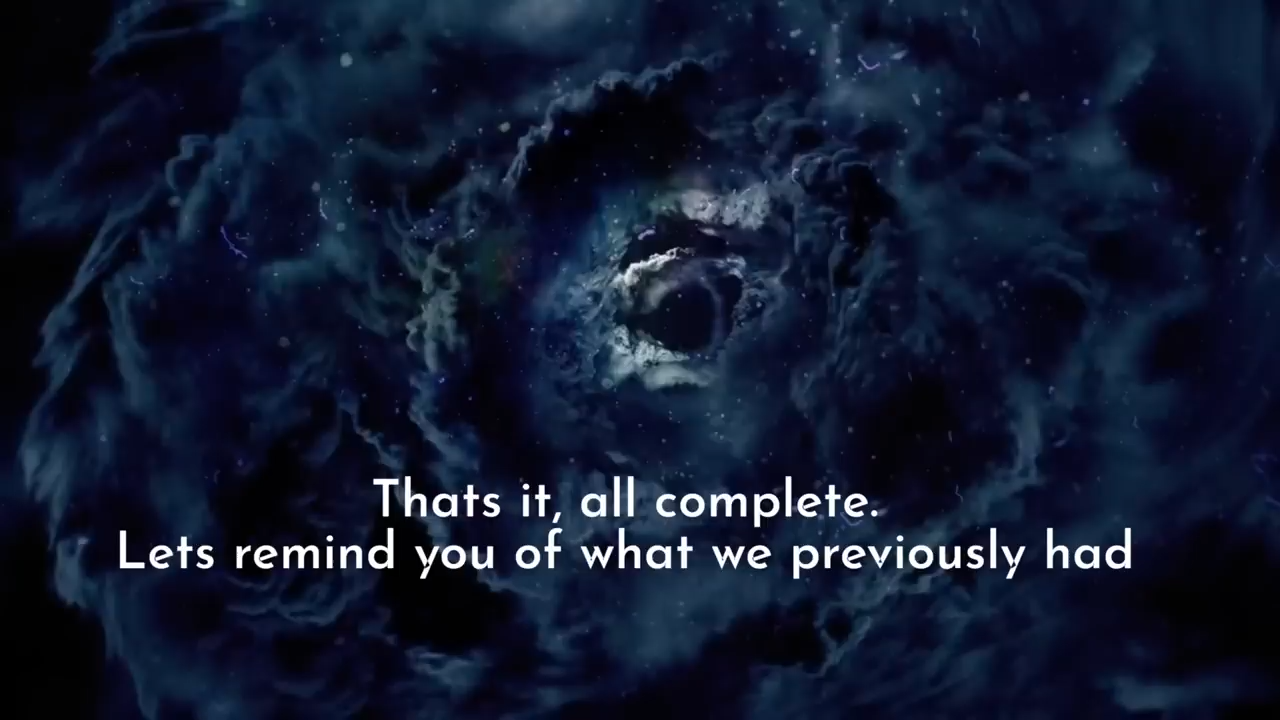 Thats it, all complete.
Lets remind you of what we previously had